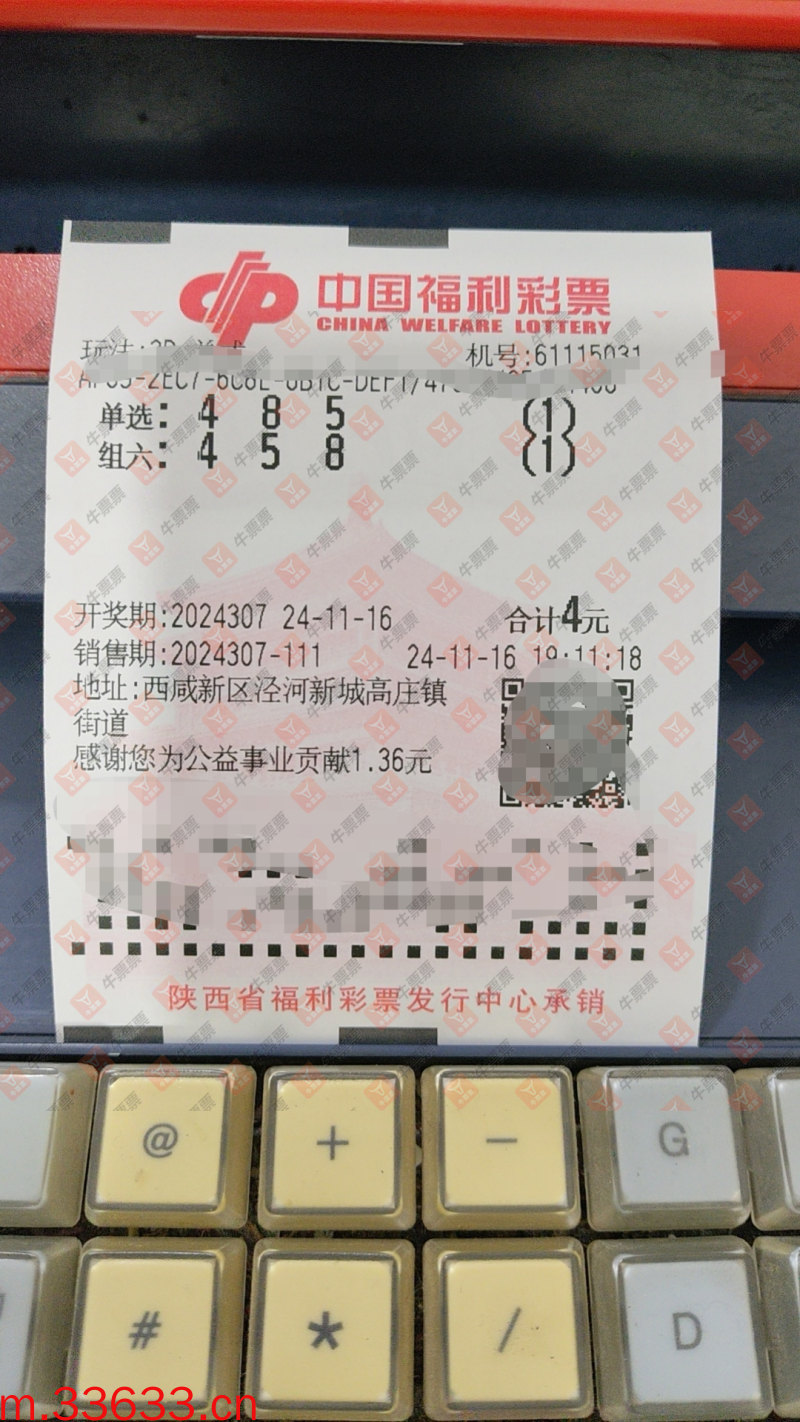 中国福利彩票
CHINA WELFARE LOTTERY
机号:61115031
单选: 4 8 5 (1)
组六: 4 5 8 (1)
开奖期:2024307 24-11-16 合计4元
销售期:2024307-111 24-11-16 19:11:18
地址:西咸新区泾河新城高庄镇
街道
感谢您为公益事业贡献1.36元
陕西省福利彩票发行中心承销
牛票票
@ + - G
# * / D
m.33633.cn